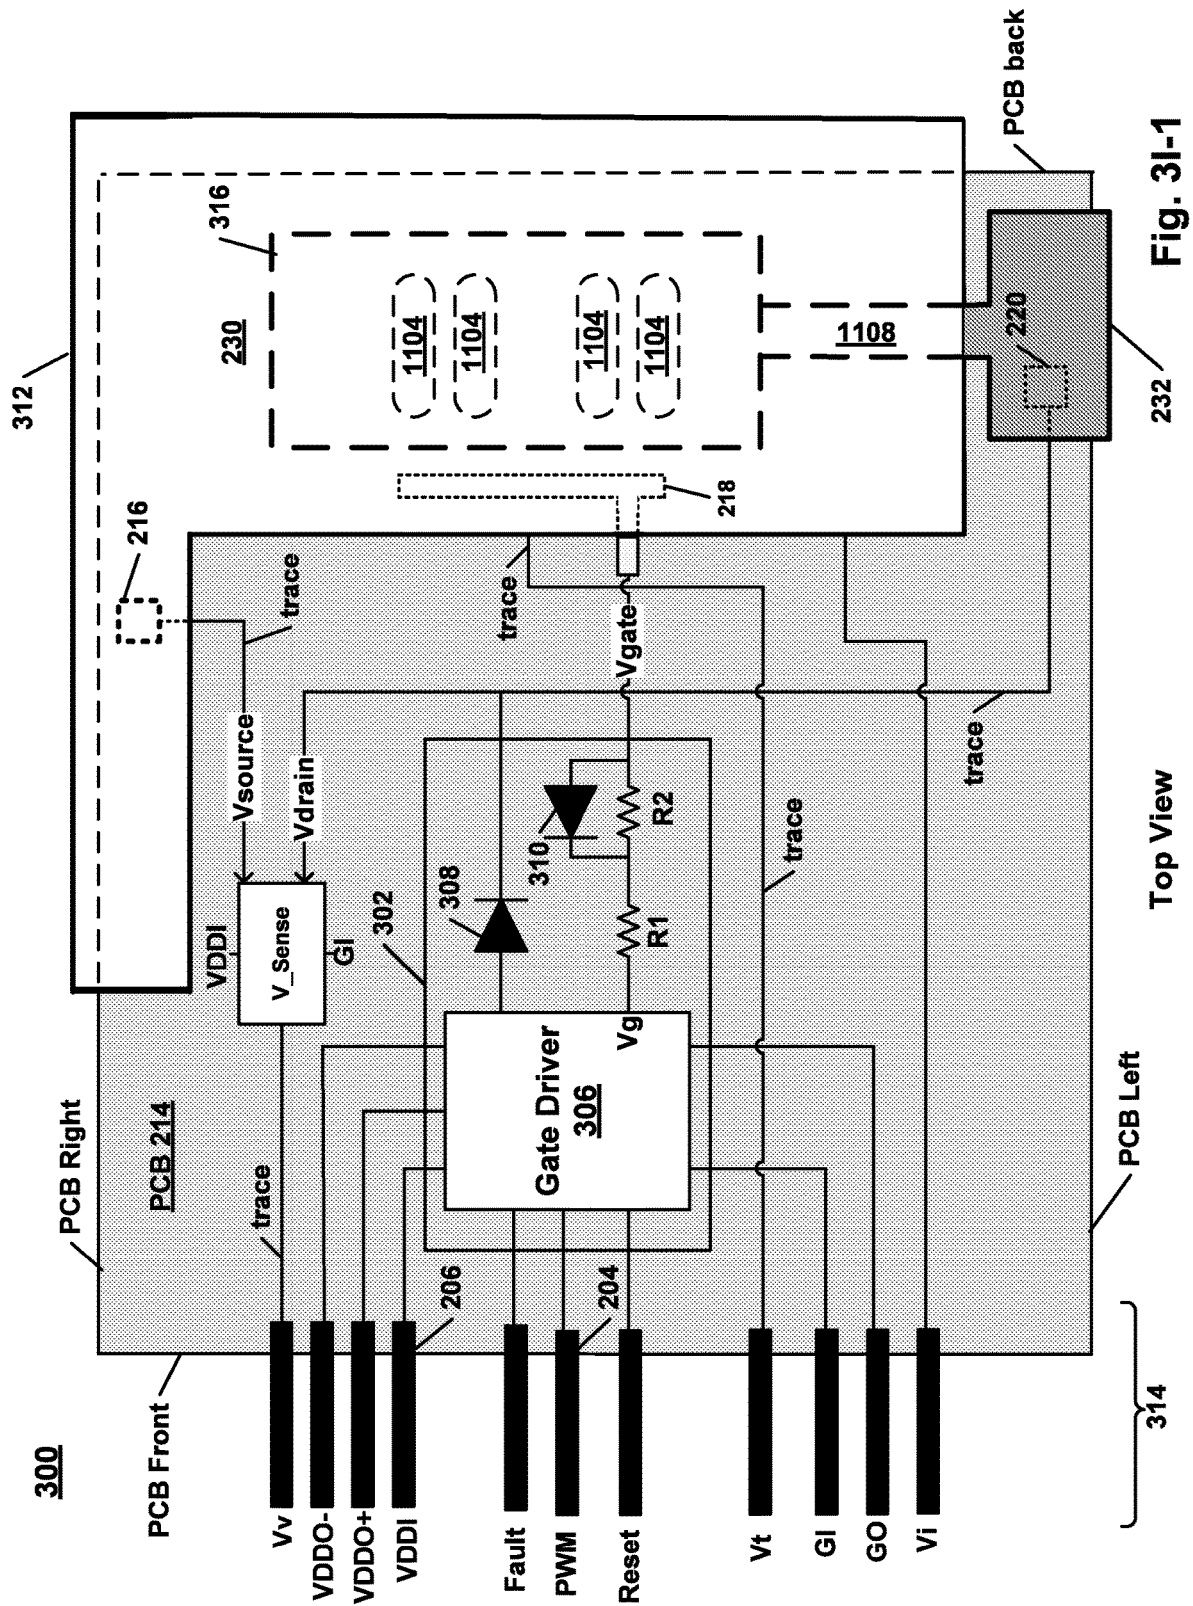 300
PCB Front
PCB Right
PCB 214
312
216
230
316
PCB back
1104
1104
1104
1104
1108
220
232
218
trace
Vsource
trace
Vdrain
Vgate
trace
trace
trace
VDDI
V_Sense
GI
302
308
310
R2
R1
Gate Driver
306
Vg
trace
206
204
PCB Left
314
Vv
VDDO-
VDDO+
VDDI
Fault
PWM
Reset
Vt
GI
GO
Vi
Top View
Fig. 3I-1